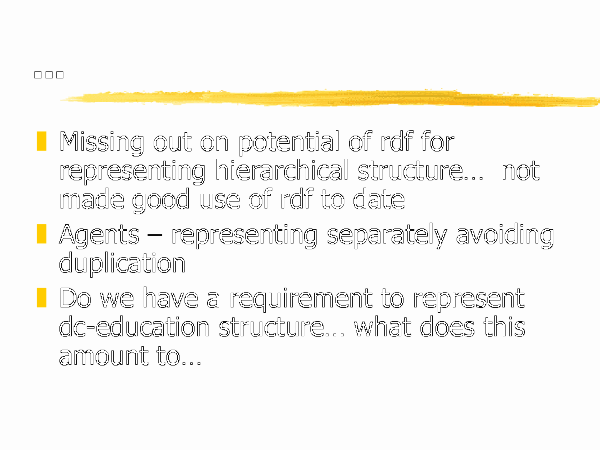 ...
Missing out on potential of rdf for
representing hierarchical structure... not
made good use of rdf to date
Agents – representing separately avoiding
duplication
Do we have a requirement to represent
dc-education structure... what does this
amount to...